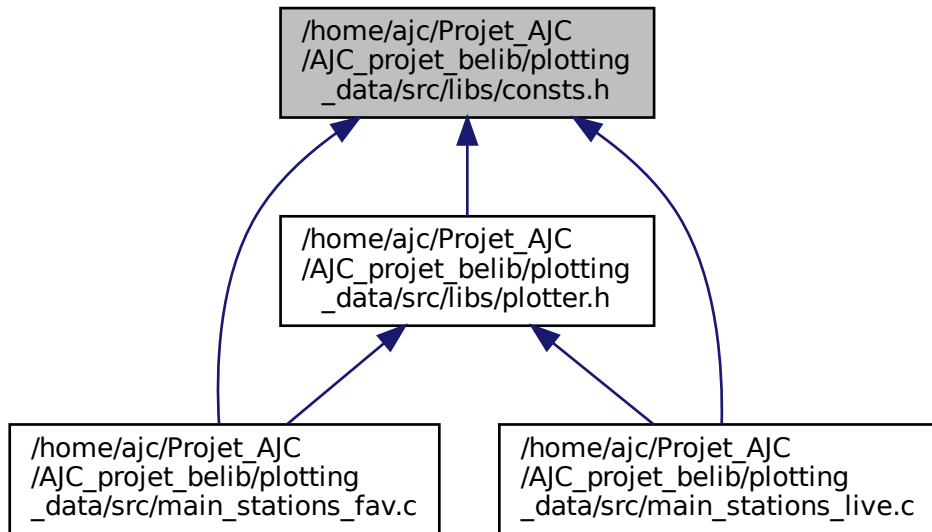 /home/ajc/Projet_AJC
/AJC_projet_belib/plotting
_data/src/libs/consts.h
/home/ajc/Projet_AJC
/AJC_projet_belib/plotting
_data/src/libs/plotter.h
/home/ajc/Projet_AJC
/AJC_projet_belib/plotting
_data/src/main_stations_fav.c
/home/ajc/Projet_AJC
/AJC_projet_belib/plotting
_data/src/main_stations_live.c